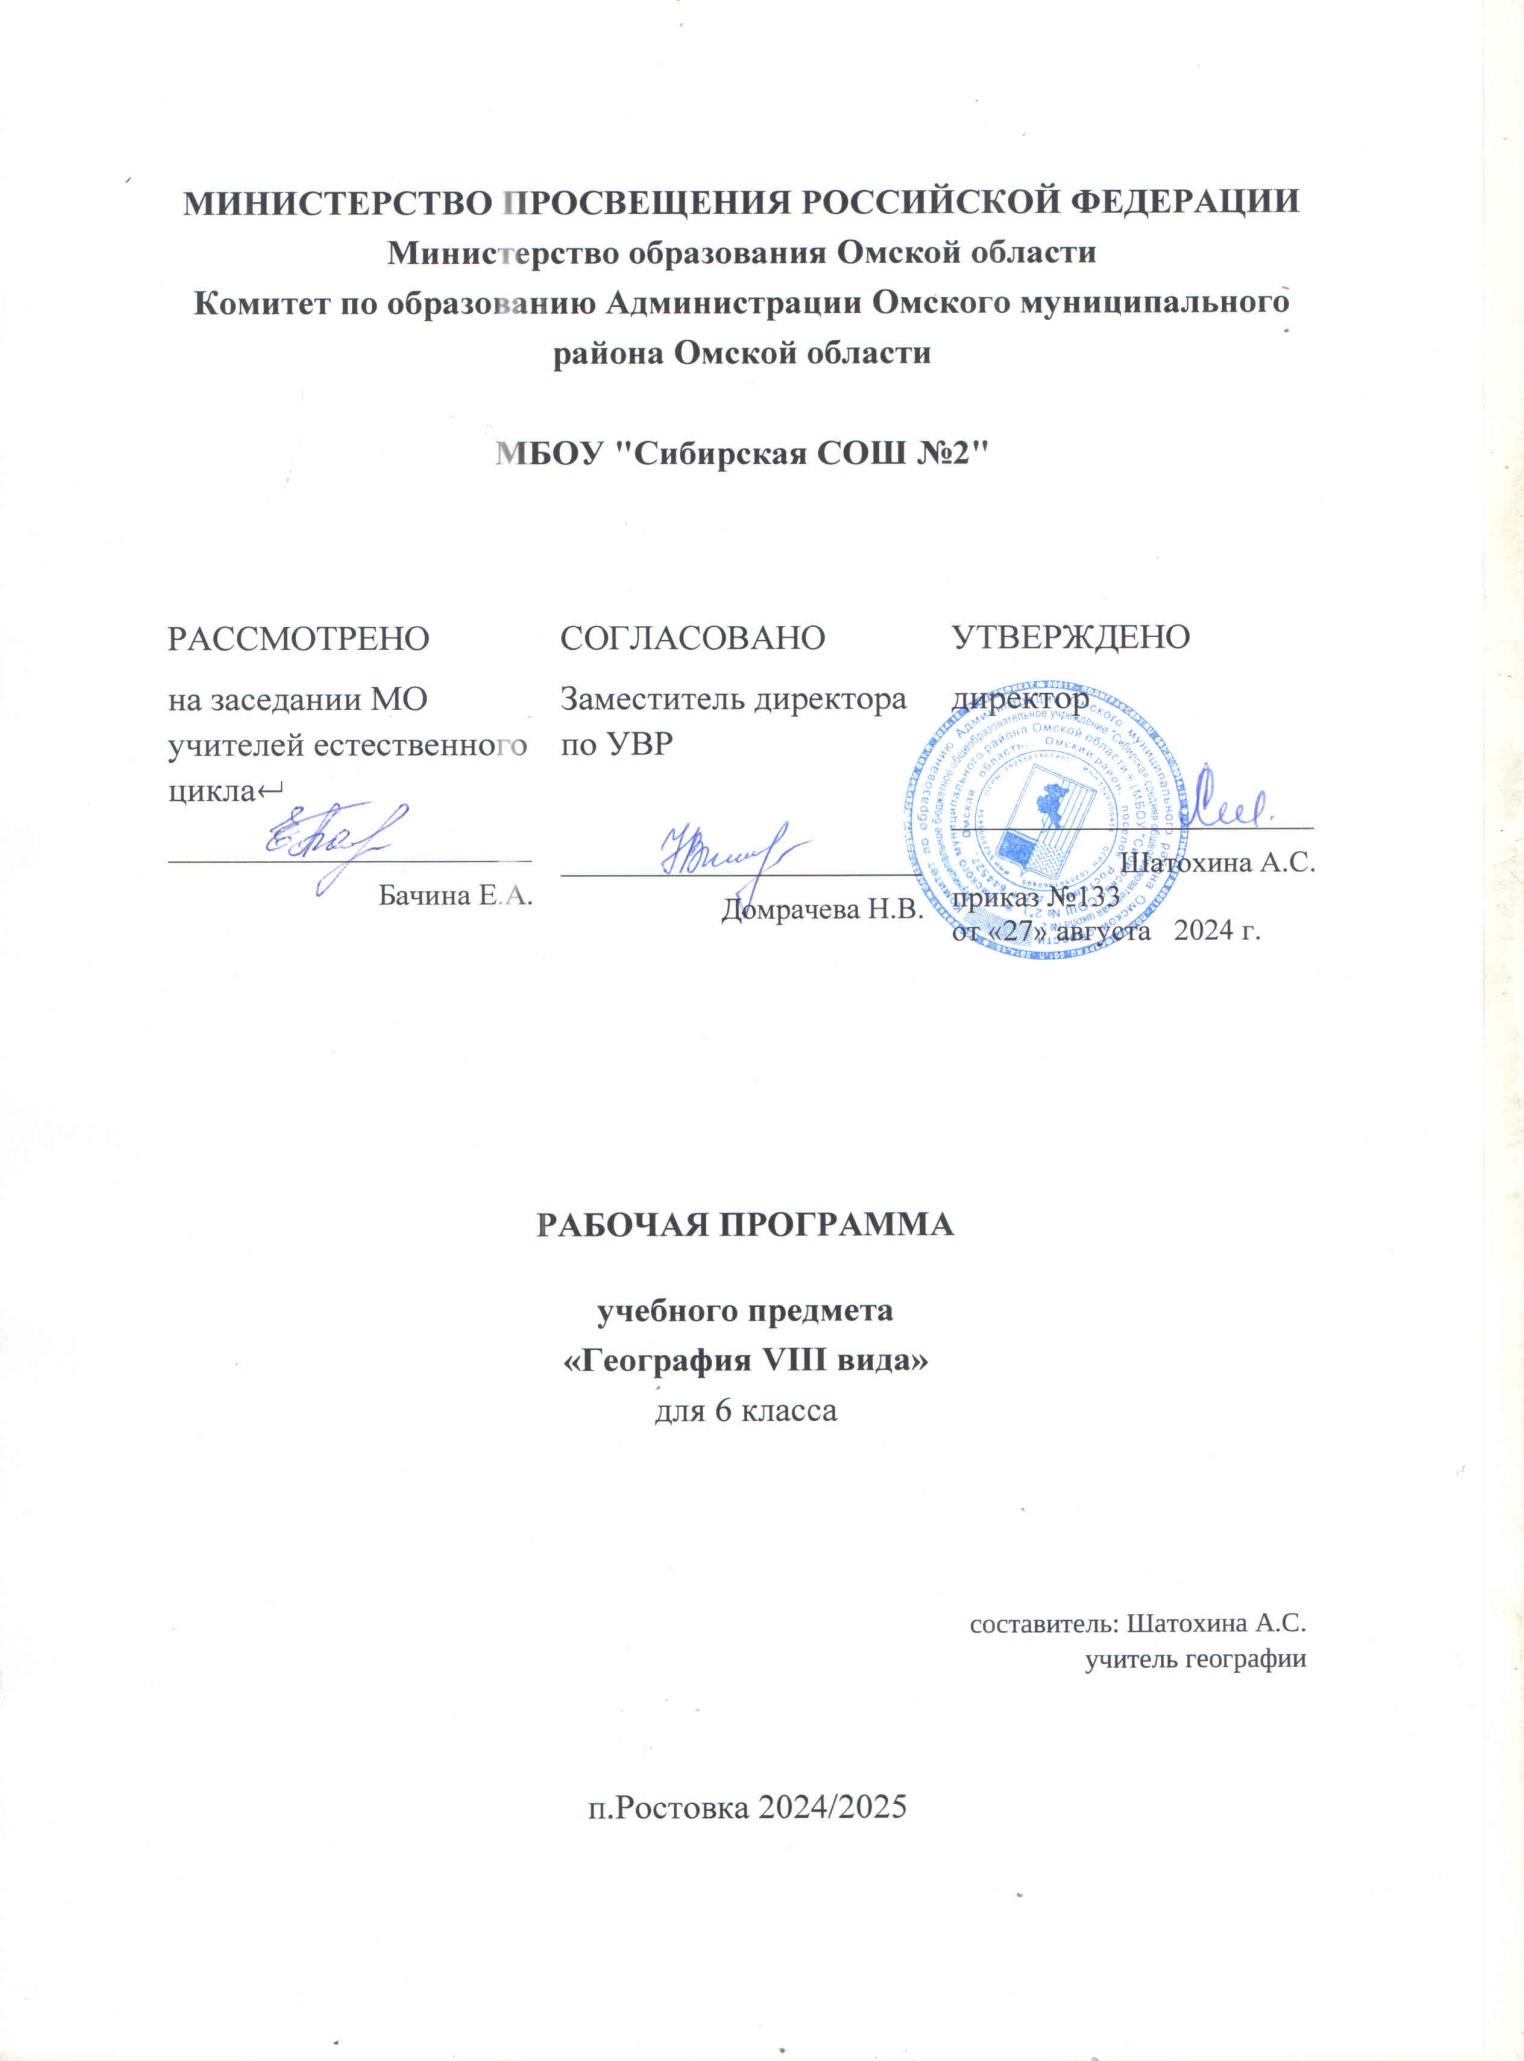 МИНИСТЕРСТВО ПРОСВЕЩЕНИЯ РОССИЙСКОЙ ФЕДЕРАЦИИ
Министерство образования Омской области
Комитет по образованию Администрации Омского муниципального
района Омской области
МБОУ "Сибирская СОШ №2"
РАССМОТРЕНО
на заседании МО
учителей естественного
цикла↵
Бачина Е.А.
СОГЛАСОВАНО
Заместитель директора
по УВР
Домрачева Н.В.
УТВЕРЖДЕНО
директор
Шатохина А.С.
приказ №133
от «27» августа 2024 г.
РАБОЧАЯ ПРОГРАММА
учебного предмета
«География VIII вида»
для 6 класса
составитель: Шатохина А.С.
учитель географии
п.Ростовка 2024/2025